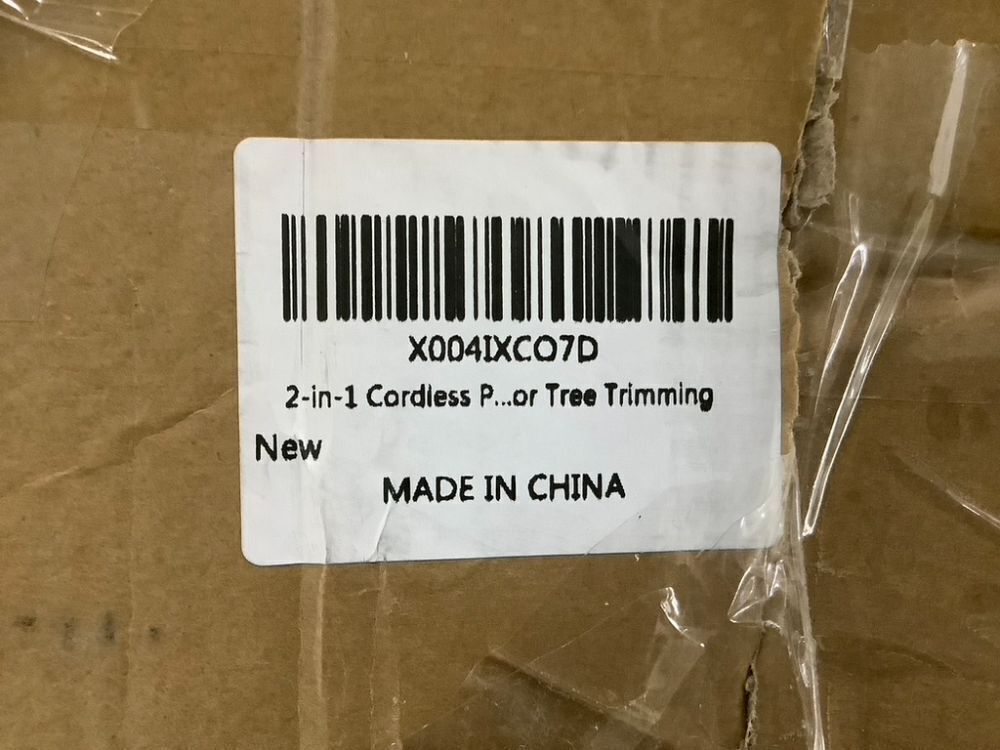 X004IXCO7D
2-in-1 Cordless P...or Tree Trimming
New
MADE IN CHINA